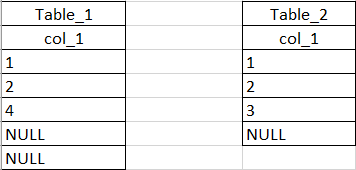 Table_1 Table_2
col_1 col_1
1 1
2 2
4 3
NULL NULL
NULL